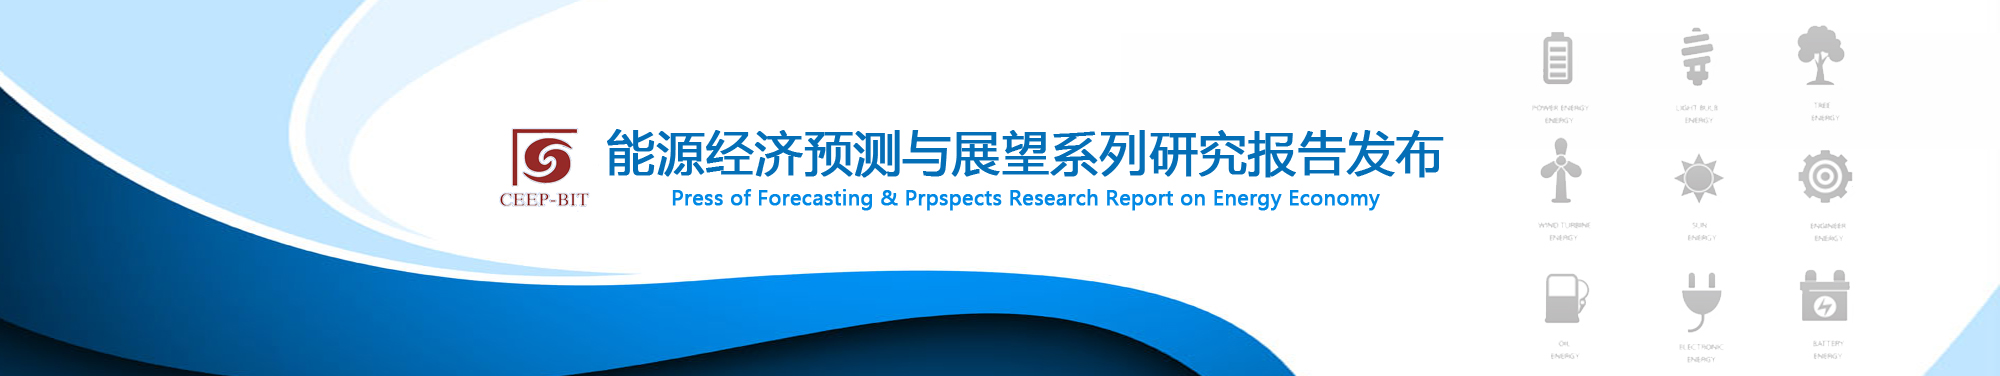 能源经济预测与展望系列研究报告发布
CEEP-BIT
Press of Forecasting & Prpspects Research Report on Energy Economy
POWER ENERGY
ENERGY
LIGHT BULB
ENERGY
TREE
ENERGY
WIND TURBINE
ENERGY
SUN
ENERGY
ENGINEER
ENERGY
OIL
ENERGY
ELECTRONIC
ENERGY
BATTERY
ENERGY